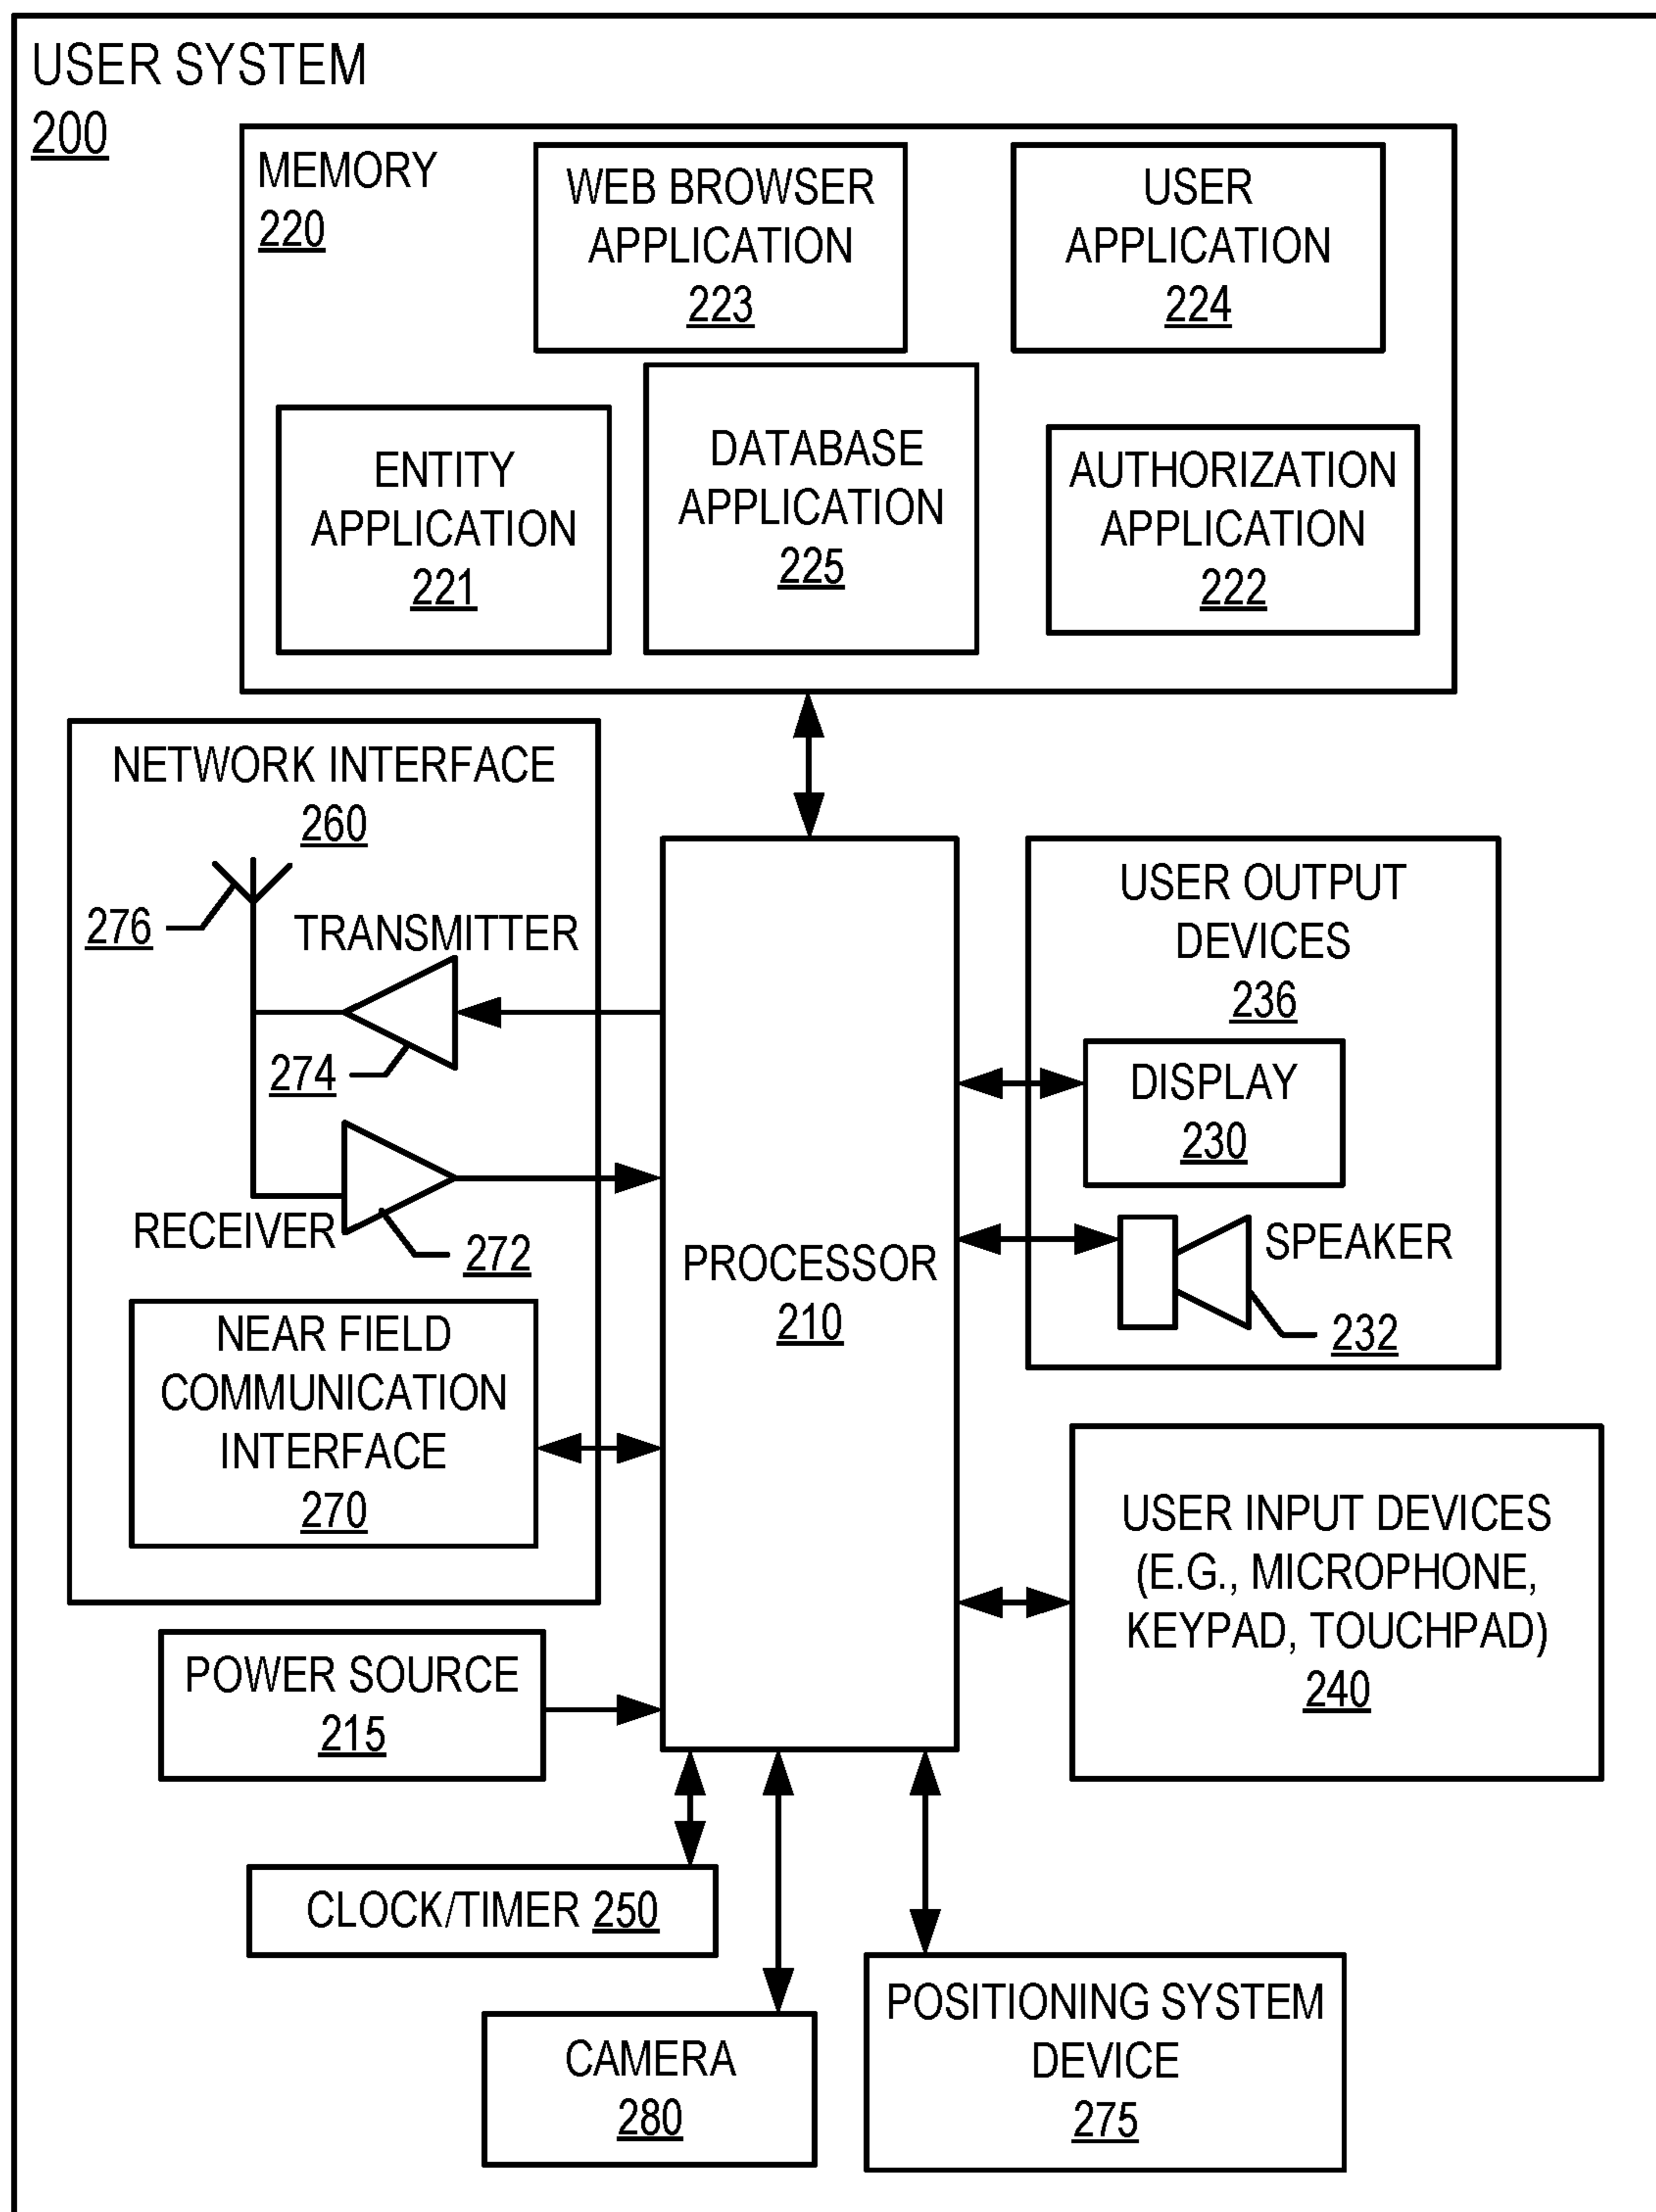 USER SYSTEM
200
MEMORY
220
WEB BROWSER
APPLICATION
223
USER
APPLICATION
224
ENTITY
APPLICATION
221
DATABASE
APPLICATION
225
AUTHORIZATION
APPLICATION
222
NETWORK INTERFACE
260
276
TRANSMITTER
274
RECEIVER
272
NEAR FIELD
COMMUNICATION
INTERFACE
270
PROCESSOR
210
USER OUTPUT
DEVICES
236
DISPLAY
230
SPEAKER
232
USER INPUT DEVICES
(E.G., MICROPHONE,
KEYPAD, TOUCHPAD)
240
POWER SOURCE
215
CLOCK/TIMER 250
CAMERA
280
POSITIONING SYSTEM
DEVICE
275